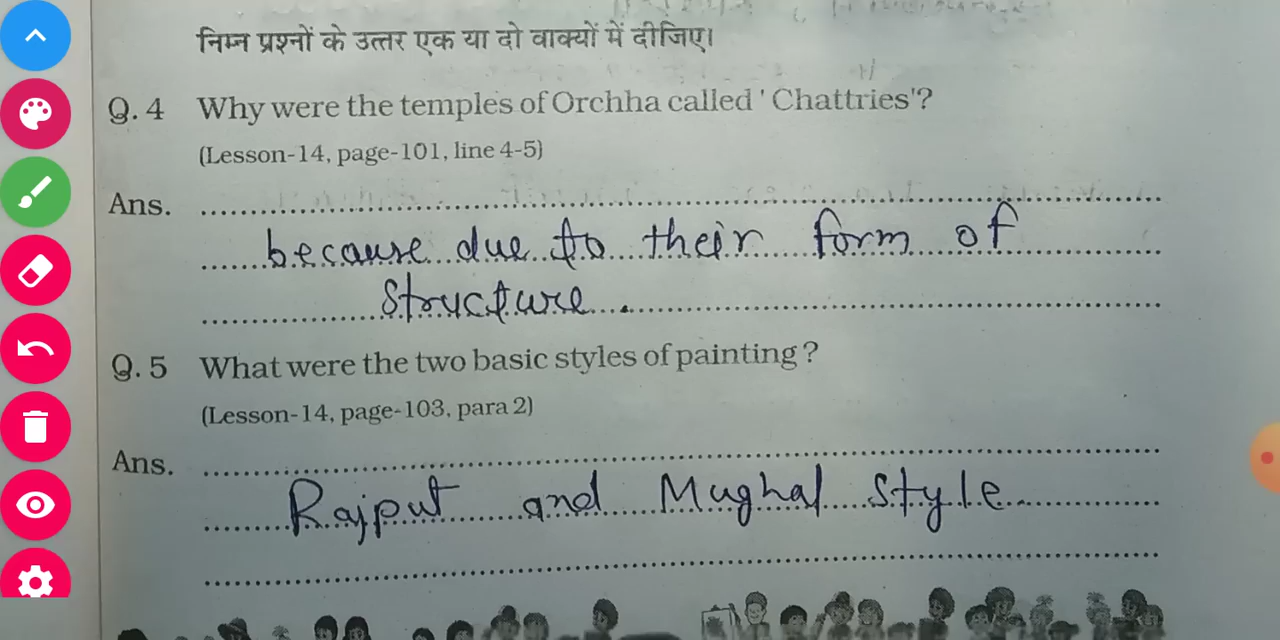 निम्न प्रश्नों के उत्तर एक या दो वाक्यों में दीजिए।
Q. 4 Why were the temples of Orchha called ' Chattries'?
(Lesson-14, page-101, line 4-5)
Ans. ........................................
because due to their form of
structure.
Q. 5 What were the two basic styles of painting ?
(Lesson-14, page-103, para 2)
Ans. ........................................
Rajput and Mughal style